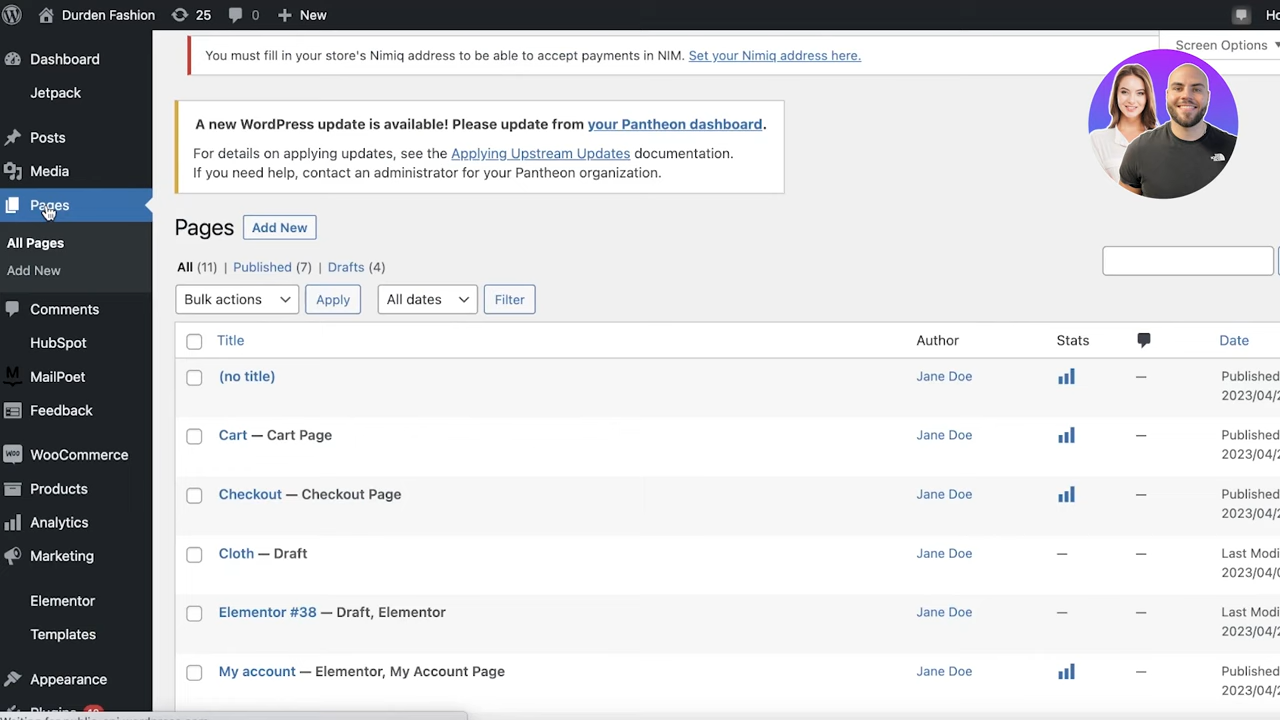 Durden Fashion 25 0 New
Screen Options
You must fill in your store's Nimiq address to be able to accept payments in NIM. Set your Nimiq address here.
A new WordPress update is available! Please update from your Pantheon dashboard.
For details on applying updates, see the Applying Upstream Updates documentation.
If you need help, contact an administrator for your Pantheon organization.
Dashboard
Jetpack
Posts
Media
Pages
All Pages
Add New
Comments
HubSpot
MailPoet
Feedback
WooCommerce
Products
Analytics
Marketing
Elementor
Templates
Appearance
Pages Add New
All (11) | Published (7) | Drafts (4)
Bulk actions Apply All dates Filter
Title Author Stats Date
(no title) Jane Doe Published
Cart — Cart Page Jane Doe Published
Checkout — Checkout Page Jane Doe Published
Cloth — Draft Jane Doe — — Last
Elementor #38 — Draft, Elementor Jane Doe — — Last
My account — Elementor, My Account Page Jane Doe — Published